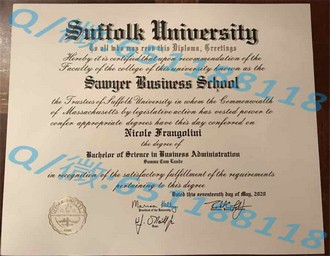 Suffolk University
To all who may read this Diploma, Greetings
Hereby it is certified that upon recommendation of the
Faculty of the college of this university known as the
Sawyer Business School
the Trustees of Suffolk University in whom the Commonwealth
of Massachusetts by legislative action has vested power to
confer appropriate degrees have this day conferred on
Nicole Frangolini
the degree of
Bachelor of Science in Business Administration
Summa Cum Laude
in recognition of the satisfactory fulfillment of the requirements
pertaining to this degree
Dated this seventeenth day of May, 2020
Q/微:631148118